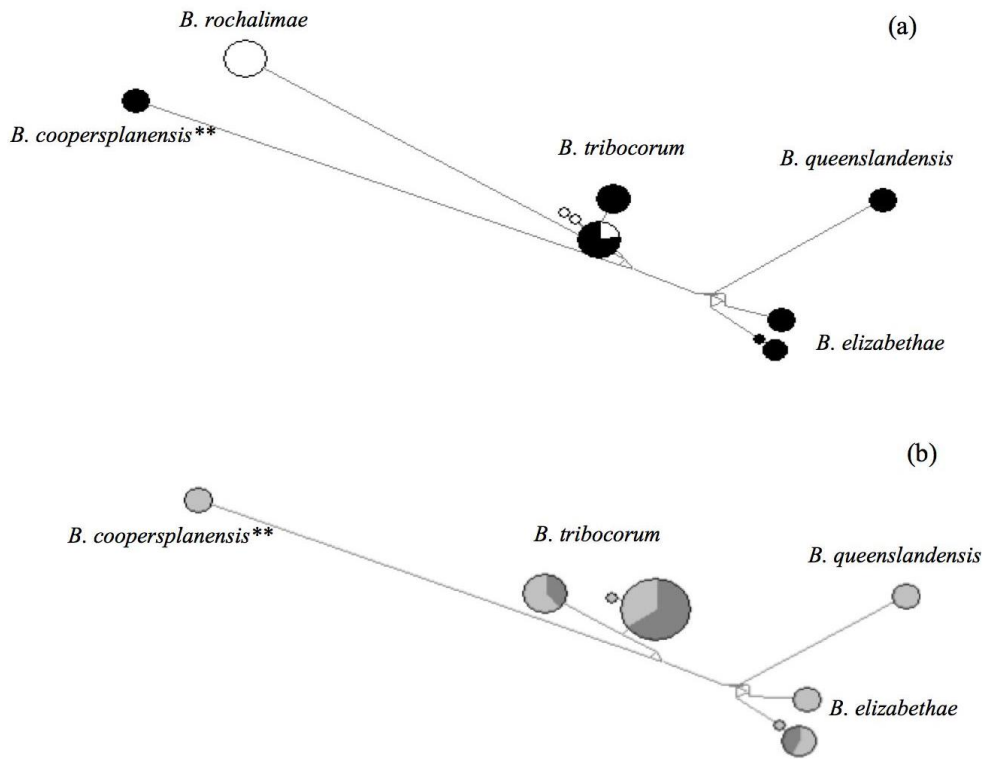 B. rochalimae
(a)
B. coopersplanensis**
B. tribocorum
B. queenslandensis
B. elizabethae
(b)
B. coopersplanensis**
B. tribocorum
B. queenslandensis
B. elizabethae